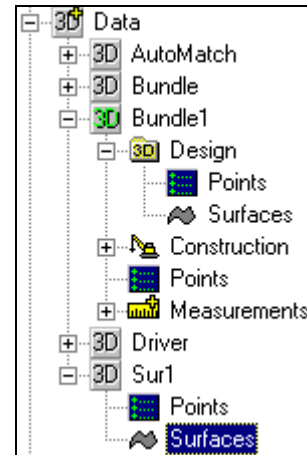 3D Data
3D AutoMatch
3D Bundle
3D Bundle1
3D Design
Points
Surfaces
Construction
Points
Measurements
3D Driver
3D Sur1
Points
Surfaces